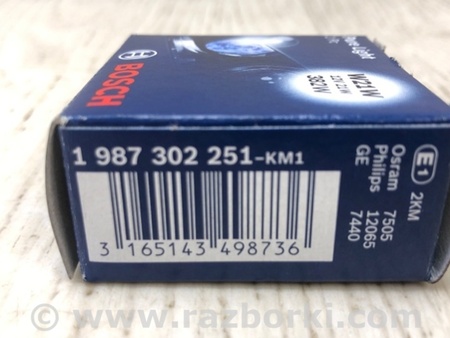 BOSCH
W21W
12V 21W
382W
1 987 302 251-KM1
3 165143 498736
E1 2KM
Osram 7505
Philips 12065
GE 7440
© www.razborki.com